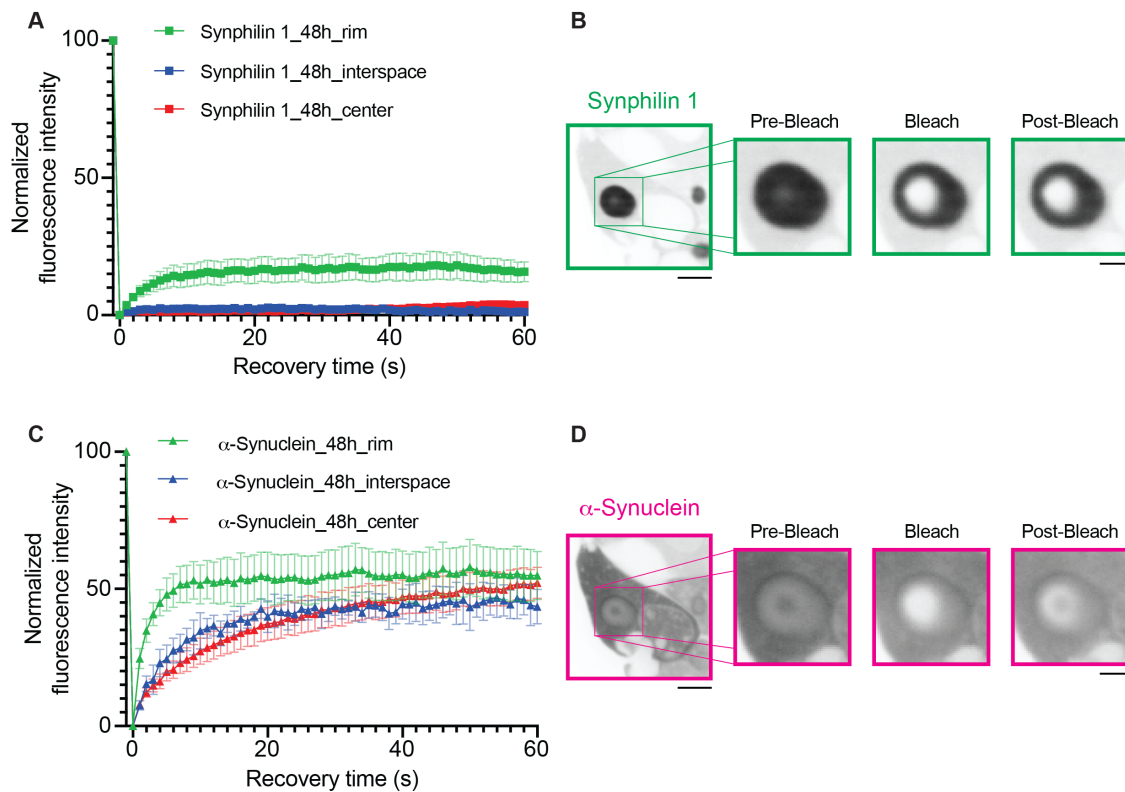 A
100
50
0
Normalized
fluorescence intensity
Synphilin 1_48h_rim
Synphilin 1_48h_interspace
Synphilin 1_48h_center
0
20
40
60
Recovery time (s)
B
Synphilin 1
Pre-Bleach
Bleach
Post-Bleach
C
100
50
0
Normalized
fluorescence intensity
α-Synuclein_48h_rim
α-Synuclein_48h_interspace
α-Synuclein_48h_center
0
20
40
60
Recovery time (s)
D
α-Synuclein
Pre-Bleach
Bleach
Post-Bleach